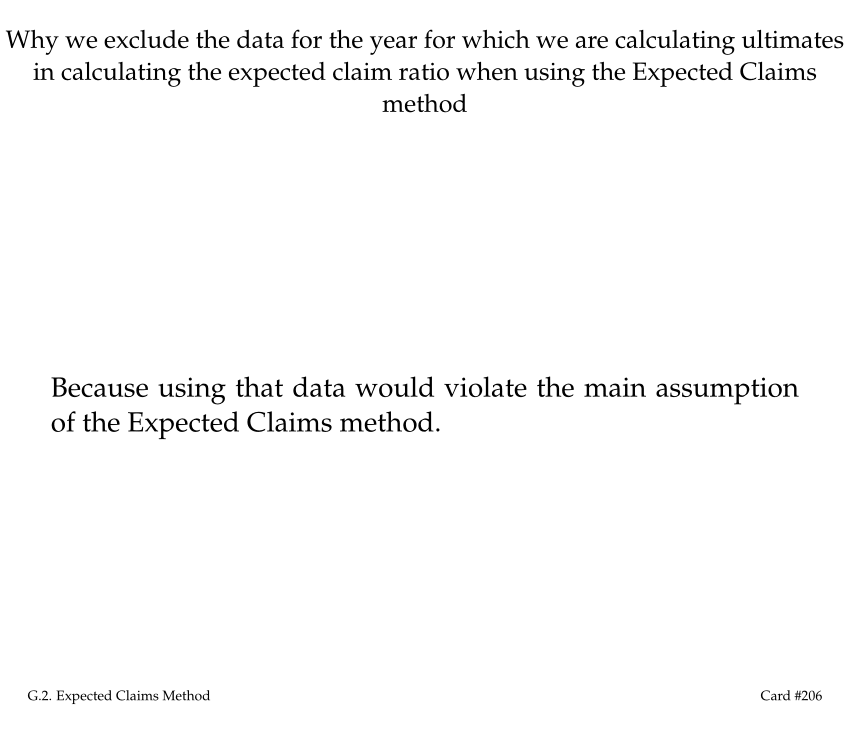 Why we exclude the data for the year for which we are calculating ultimates
in calculating the expected claim ratio when using the Expected Claims
method
Because using that data would violate the main assumption
of the Expected Claims method.
G.2. Expected Claims Method
Card #206